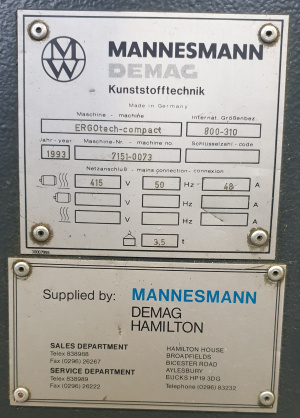 MW
MANNESMANN
DEMAG
Kunststofftechnik
Made in Germany
Maschine - machine Internat. Größenbez.
ERGOtech-compact 800-310
Jahr - year Maschine-Nr. - machine no. Schlüsselzahl - code
1993 7151-0073
Netzanschluß - mains connection - connexion
415 V 50 Hz 48 A
V Hz A
V Hz A
3,5 t
Supplied by: MANNESMANN
DEMAG
HAMILTON
SALES DEPARTMENT HAMILTON HOUSE
Telex 838988 BROADFIELDS
Fax (0296) 26267 BICESTER ROAD
SERVICE DEPARTMENT AYLESBURY
Telex 838989 BUCKS HP19 3DG
Fax (0296) 26222 Telephone (0296) 83232